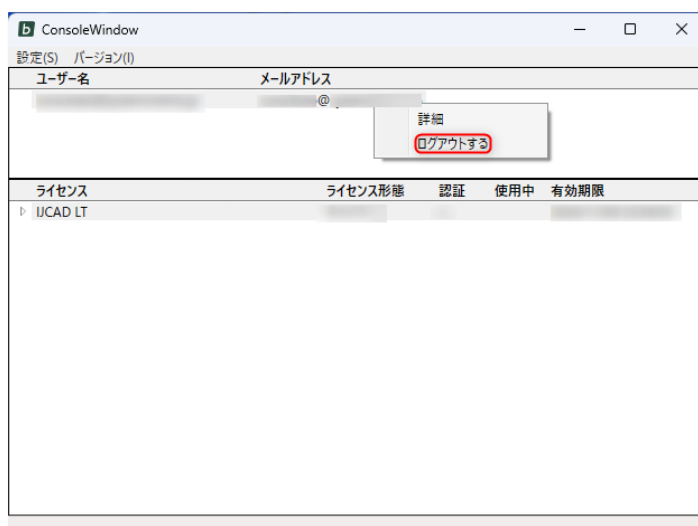 ConsoleWindow
設定(S) バージョン(I)
ユーザー名 メールアドレス
@
詳細
ログアウトする
ライセンス ライセンス形態 認証 使用中 有効期限
IJCAD LT